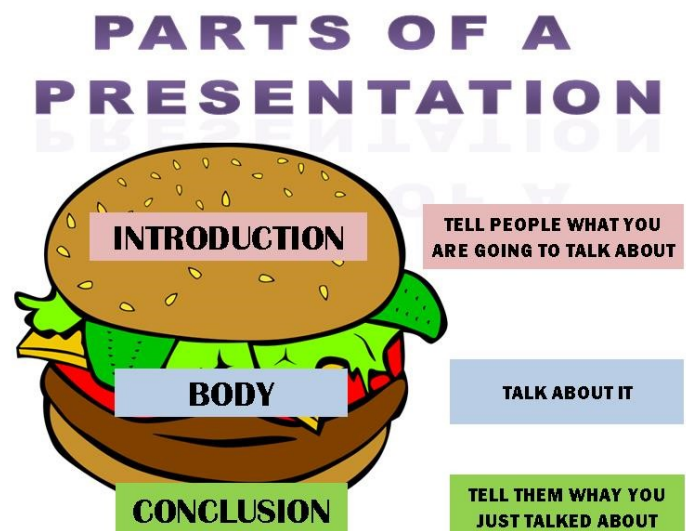 PARTS OF A
PRESENTATION
INTRODUCTION
TELL PEOPLE WHAT YOU
ARE GOING TO TALK ABOUT
BODY
TALK ABOUT IT
CONCLUSION
TELL THEM WHAY YOU
JUST TALKED ABOUT